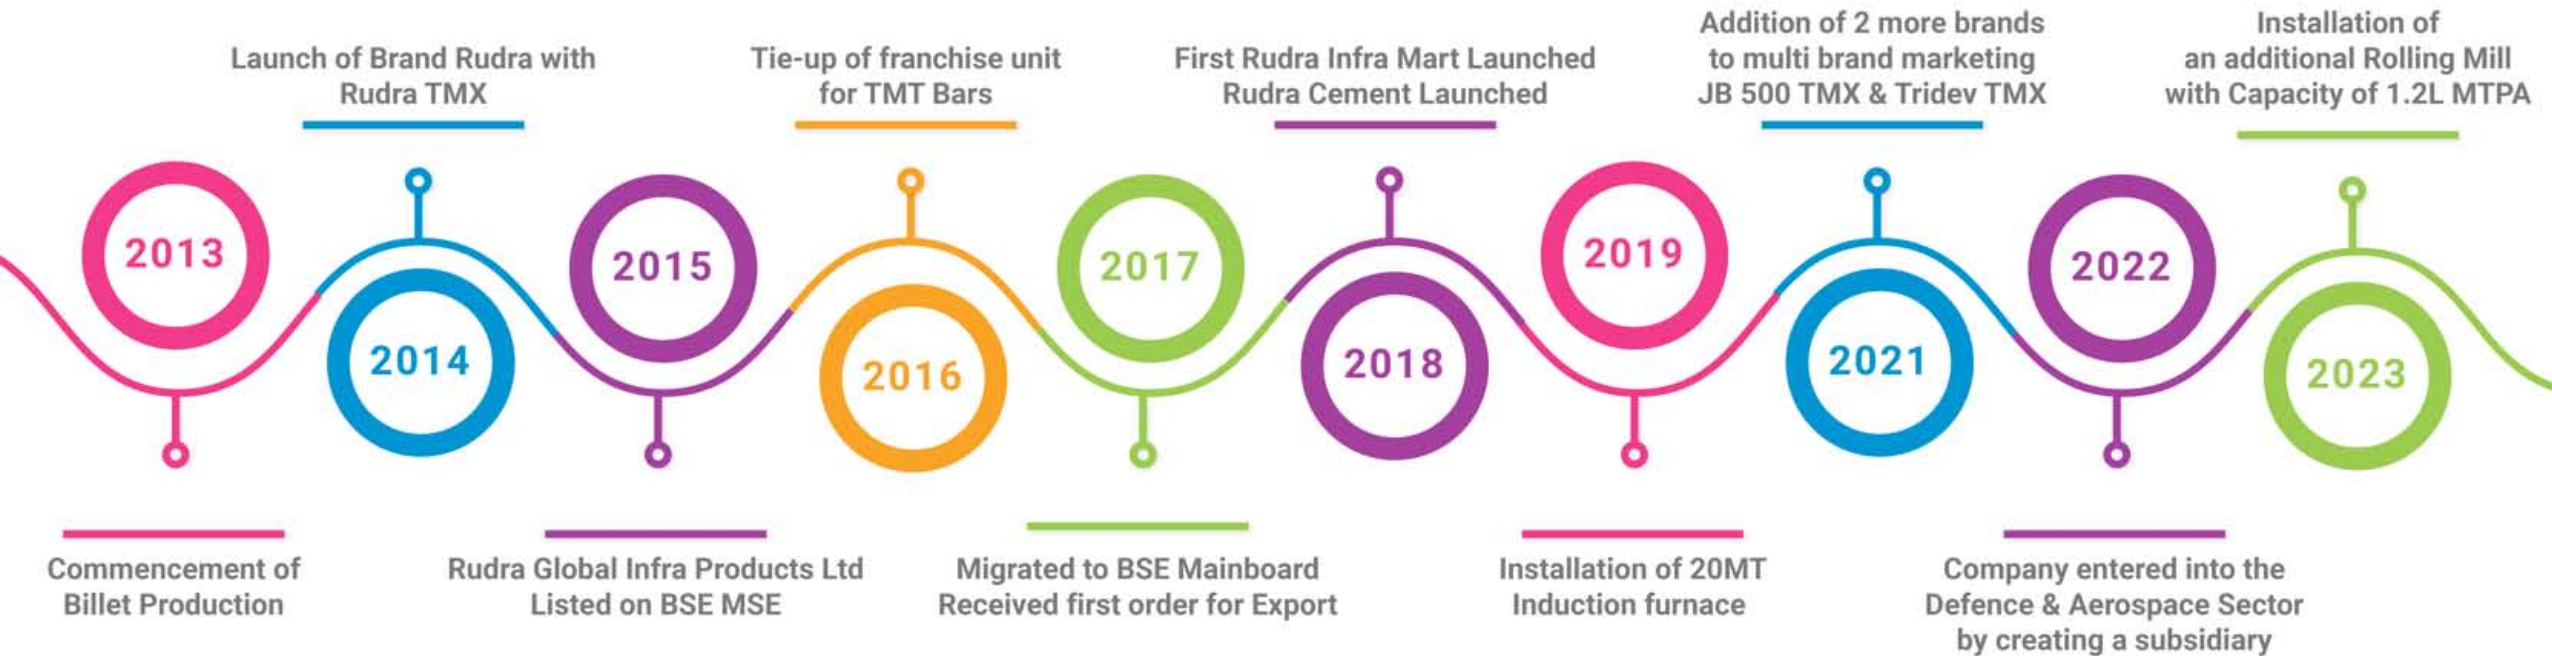 2013
Commencement of
Billet Production
Launch of Brand Rudra with
Rudra TMX
2014
2015
Rudra Global Infra Products Ltd
Listed on BSE MSE
Tie-up of franchise unit
for TMT Bars
2016
2017
Migrated to BSE Mainboard
Received first order for Export
First Rudra Infra Mart Launched
Rudra Cement Launched
2018
2019
Installation of 20MT
Induction furnace
Addition of 2 more brands
to multi brand marketing
JB 500 TMX & Tridev TMX
2021
2022
Company entered into the
Defence & Aerospace Sector
by creating a subsidiary
Installation of
an additional Rolling Mill
with Capacity of 1.2L MTPA
2023